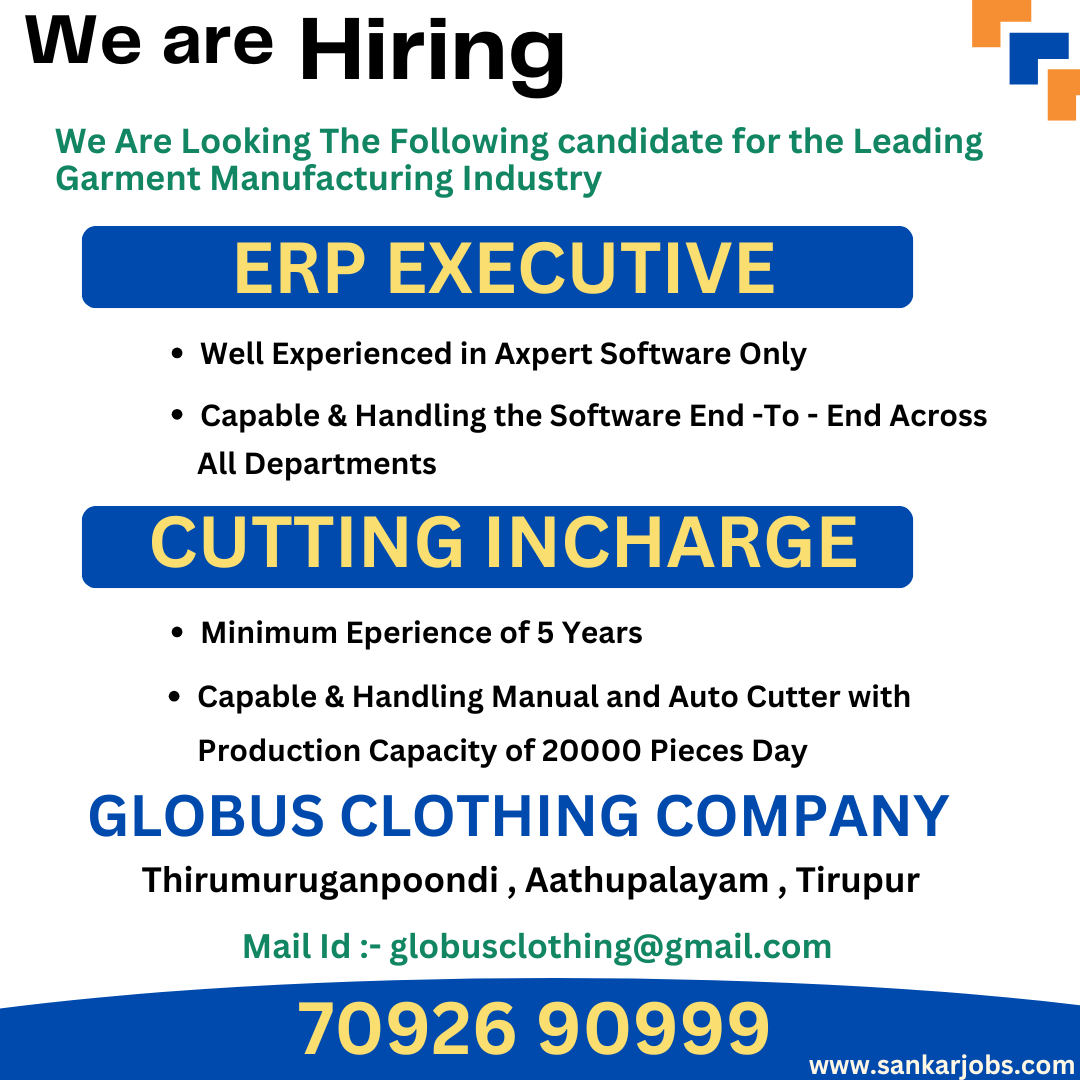 We are Hiring
We Are Looking The Following candidate for the Leading
Garment Manufacturing Industry
ERP EXECUTIVE
• Well Experienced in Axpert Software Only
• Capable & Handling the Software End -To - End Across
All Departments
CUTTING INCHARGE
• Minimum Eperience of 5 Years
• Capable & Handling Manual and Auto Cutter with
Production Capacity of 20000 Pieces Day
GLOBUS CLOTHING COMPANY
Thirumuruganpoondi , Aathupalayam , Tirupur
Mail Id :- globusclothing@gmail.com
70926 90999
www.sankarjobs.com